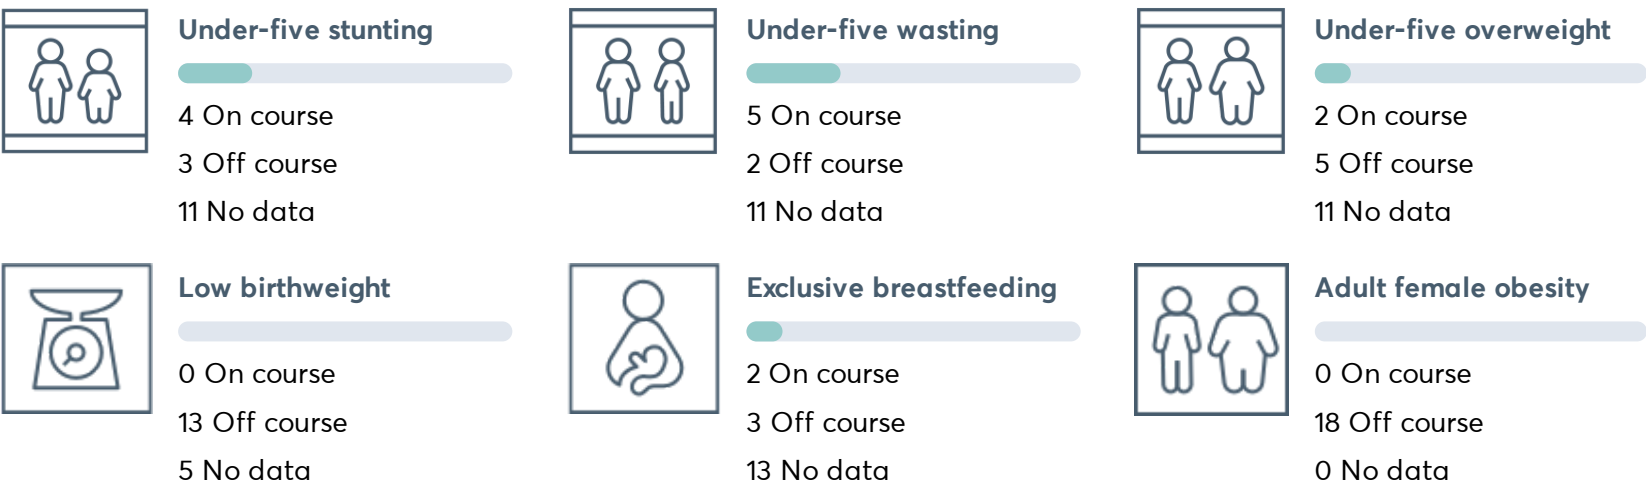 Under-five stunting
4 On course
3 Off course
11 No data
Under-five wasting
5 On course
2 Off course
11 No data
Under-five overweight
2 On course
5 Off course
11 No data
Low birthweight
0 On course
13 Off course
5 No data
Exclusive breastfeeding
2 On course
3 Off course
13 No data
Adult female obesity
0 On course
18 Off course
0 No data